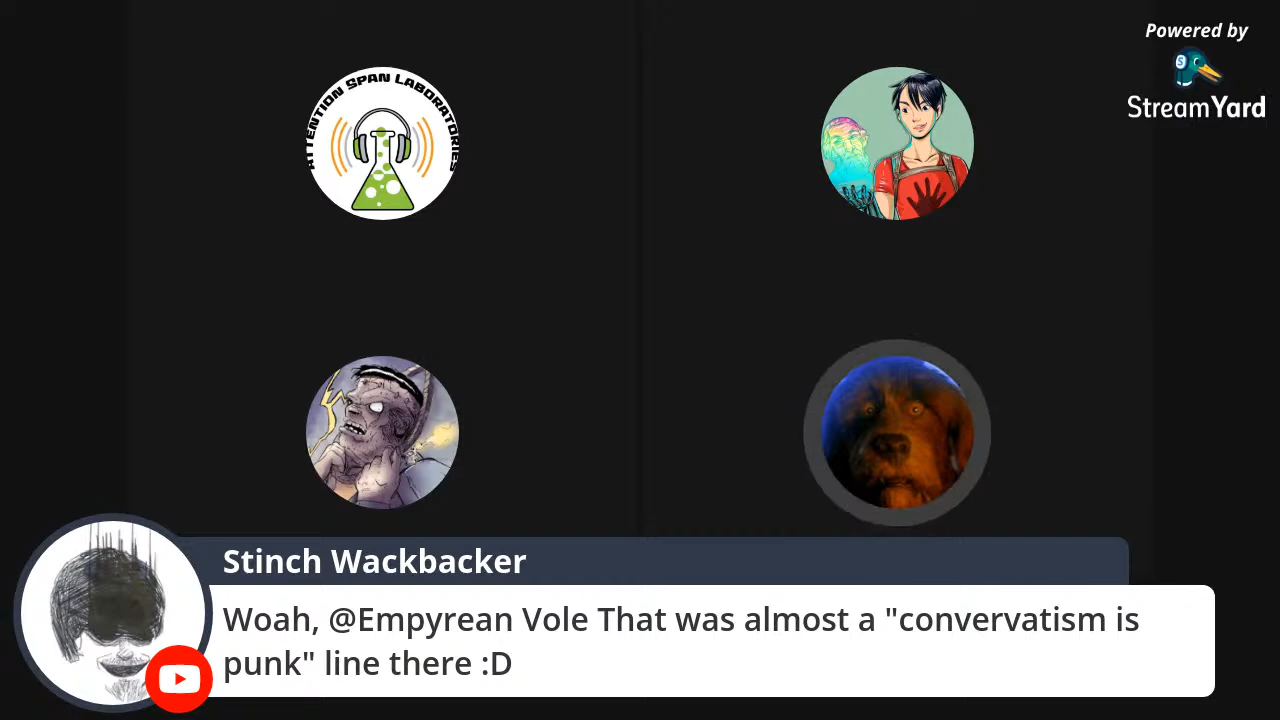 Powered by
StreamYard
ATTENTION SPAN LABORATORIES
S
Stinch Wackbacker
Woah, @Empyrean Vole That was almost a "convervatism is
punk" line there :D